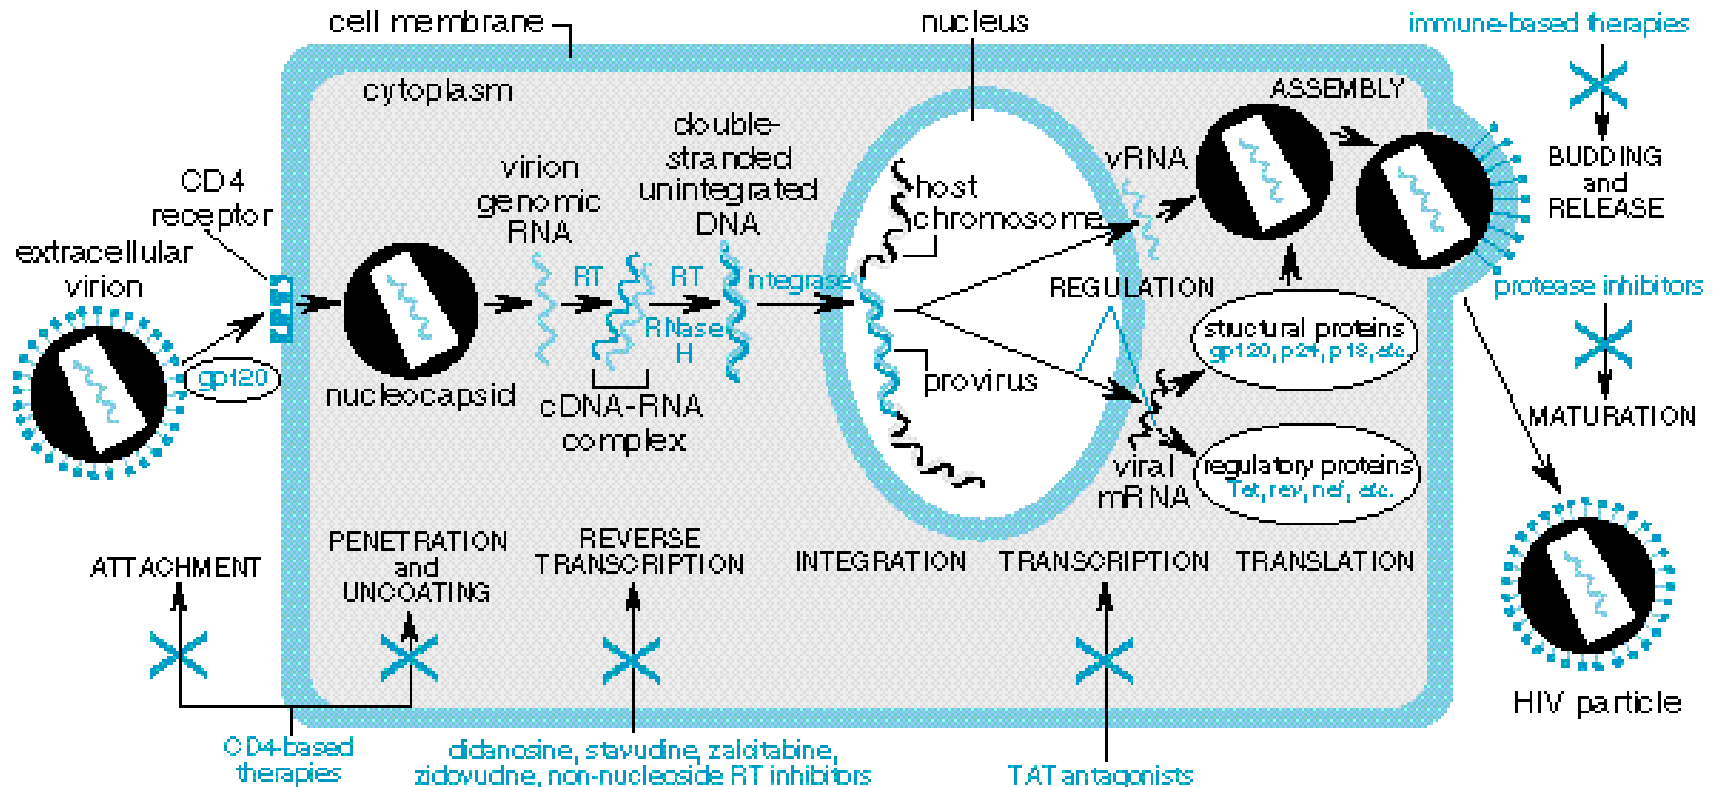 cell membrane
nucleus
immune-based therapies
cytoplasm
ASSEMBLY
double-
stranded
unintegrated
DNA
virion
genomic
RNA
vRNA
BUDDING
and
RELEASE
CD4
receptor
host
chromosome
extracellular
virion
RT
RT
integrase
REGULATION
protease inhibitors
RNase
H
structural proteins
gp120, p24, p18, etc.
gp120
nucleocapsid
provirus
cDNA-RNA
complex
MATURATION
viral
mRNA
regulatory proteins
Tat, rev, nef, etc.
ATTACHMENT
PENETRATION
and
UNCOATING
REVERSE
TRANSCRIPTION
INTEGRATION
TRANSCRIPTION
TRANSLATION
HIV particle
CD4-based
therapies
didanosine, stavudine, zalcitabine,
zidovudne, non-nucleoside RT inhibitors
TAT antagonists